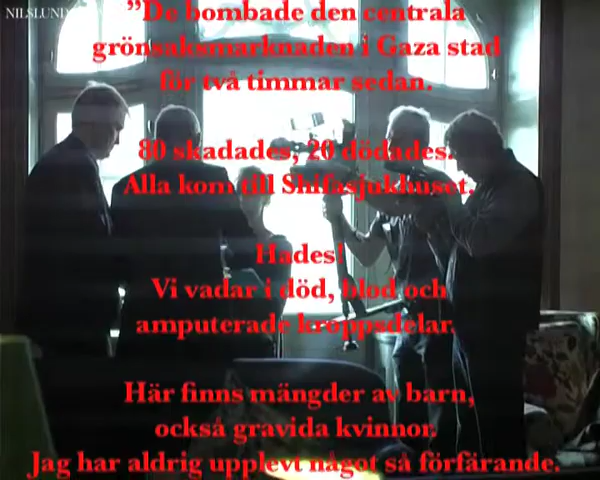 NILSLUND
”De bombade den centrala
grönsaksmarknaden i Gaza stad
för två timmar sedan.
80 skadades, 20 dödades.
Alla kom till Shifasjukhuset.
Hades!
Vi vadar i död, blod och
amputerade kroppsdelar.
Här finns mängder av barn,
också gravida kvinnor.
Jag har aldrig upplevt något så förfärande.